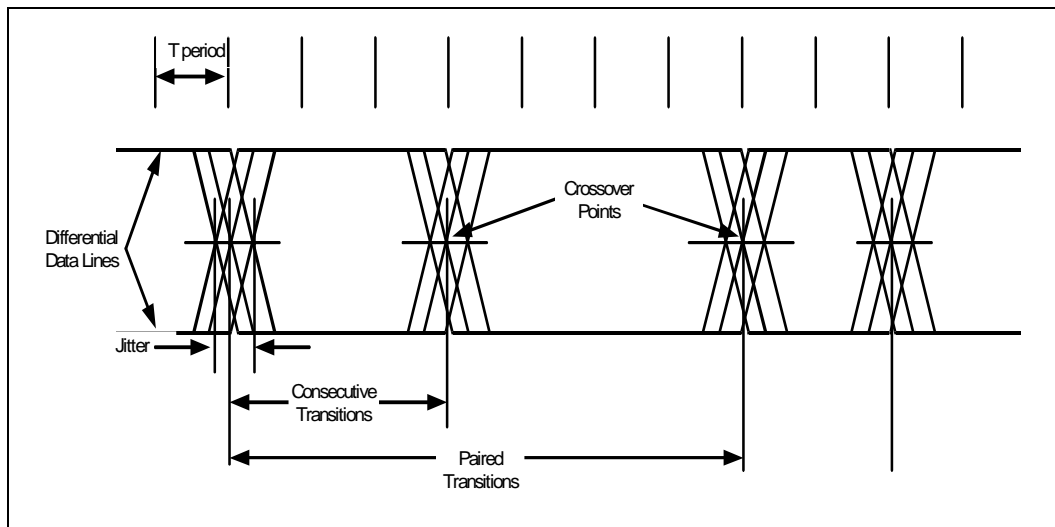 T period
Crossover
Points
Differential
Data Lines
Jitter
Consecutive
Transitions
Paired
Transitions